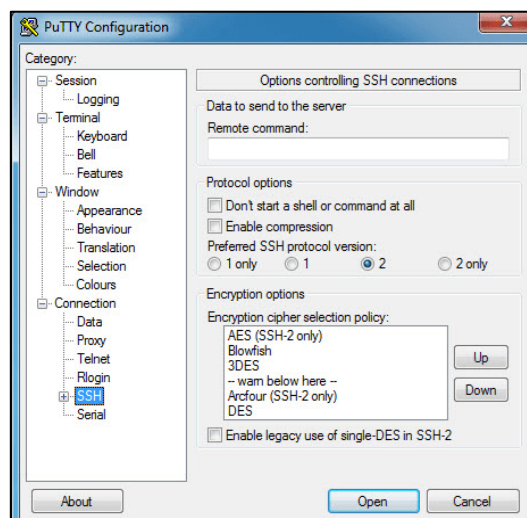 PuTTY Configuration
Category:
Session
Logging
Terminal
Keyboard
Bell
Features
Window
Appearance
Behaviour
Translation
Selection
Colours
Connection
Data
Proxy
Telnet
Rlogin
SSH
Serial
Options controlling SSH connections
Data to send to the server
Remote command:
Protocol options
Don't start a shell or command at all
Enable compression
Preferred SSH protocol version:
1 only 1 2 2 only
Encryption options
Encryption cipher selection policy:
AES (SSH-2 only)
Blowfish
3DES
-- warn below here --
Arcfour (SSH-2 only)
DES
Up
Down
Enable legacy use of single-DES in SSH-2
About Open Cancel